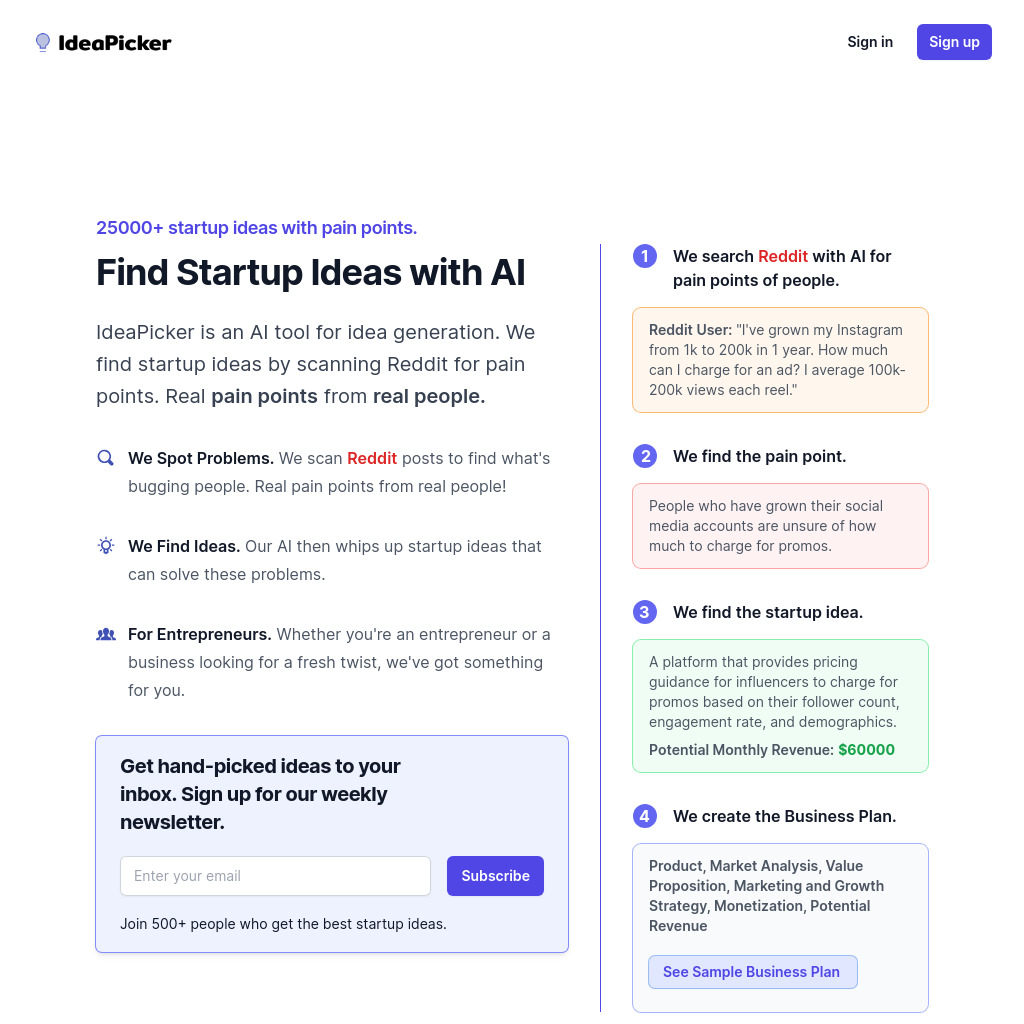 IdeaPicker
Sign in
Sign up
25000+ startup ideas with pain points.
Find Startup Ideas with AI
IdeaPicker is an AI tool for idea generation. We
find startup ideas by scanning Reddit for pain
points. Real pain points from real people.
We Spot Problems. We scan Reddit posts to find what's
bugging people. Real pain points from real people!
We Find Ideas. Our AI then whips up startup ideas that
can solve these problems.
For Entrepreneurs. Whether you're an entrepreneur or a
business looking for a fresh twist, we've got something
for you.
Get hand-picked ideas to your
inbox. Sign up for our weekly
newsletter.
Enter your email
Subscribe
Join 500+ people who get the best startup ideas.
1
We search Reddit with AI for
pain points of people.
Reddit User: "I've grown my Instagram
from 1k to 200k in 1 year. How much
can I charge for an ad? I average 100k-
200k views each reel."
2
We find the pain point.
People who have grown their social
media accounts are unsure of how
much to charge for promos.
3
We find the startup idea.
A platform that provides pricing
guidance for influencers to charge for
promos based on their follower count,
engagement rate, and demographics.
Potential Monthly Revenue: $60000
4
We create the Business Plan.
Product, Market Analysis, Value
Proposition, Marketing and Growth
Strategy, Monetization, Potential
Revenue
See Sample Business Plan